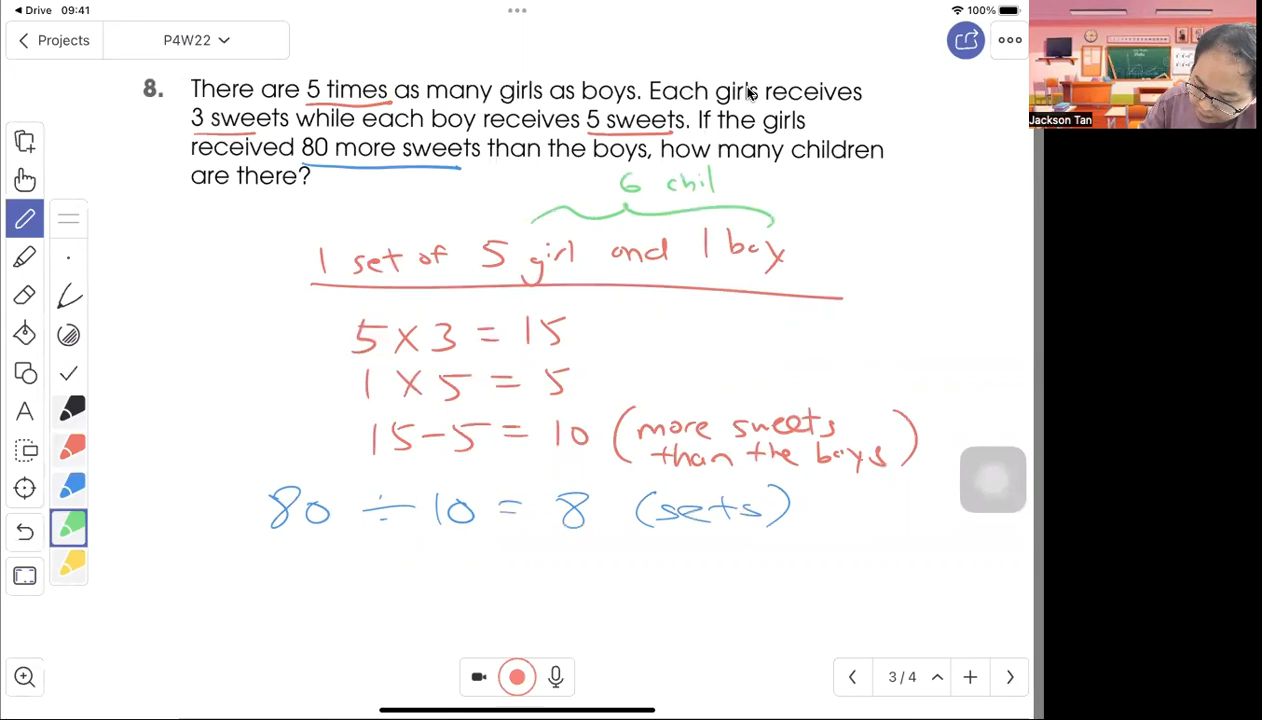 Drive 09:41
100%
Projects
P4W22
8. There are 5 times as many girls as boys. Each girls receives
3 sweets while each boy receives 5 sweets. If the girls
received 80 more sweets than the boys, how many children
are there?
6 chil
1 set of 5 girl and 1 boy
5 × 3 = 15
1 × 5 = 5
15 - 5 = 10 (more sweets
than the boys)
80 ÷ 10 = 8 (sets)
A
3 / 4
Jackson Tan